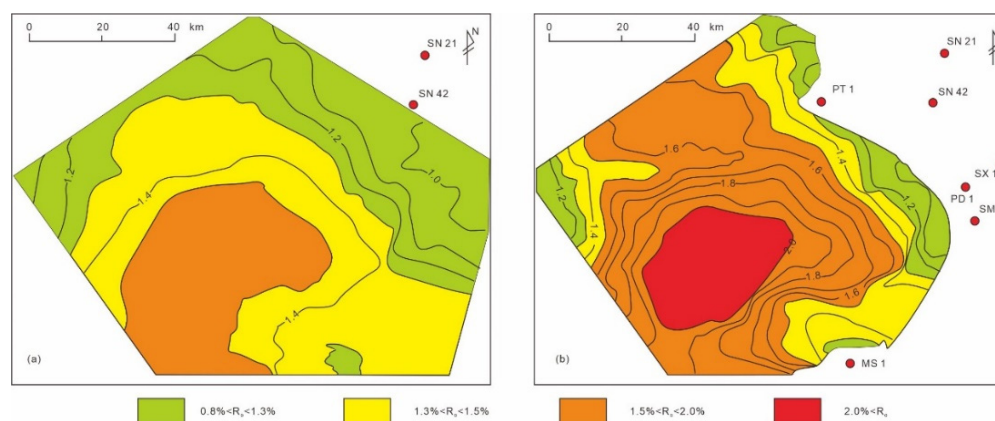 0 20 40 km
N
SN 21
SN 42
1.2
1.0
1.2
1.4
1.4
(a)
0 20 40 km
N
SN 21
PT 1
SN 42
1.6
1.4
1.6
1.8
SX 1
1.2
PD 1
SM
1.4
2.0
1.8
1.6
(b)
MS 1
0.8%<Rₒ<1.3%
1.3%<Rₒ<1.5%
1.5%<Rₒ<2.0%
2.0%<Rₒ